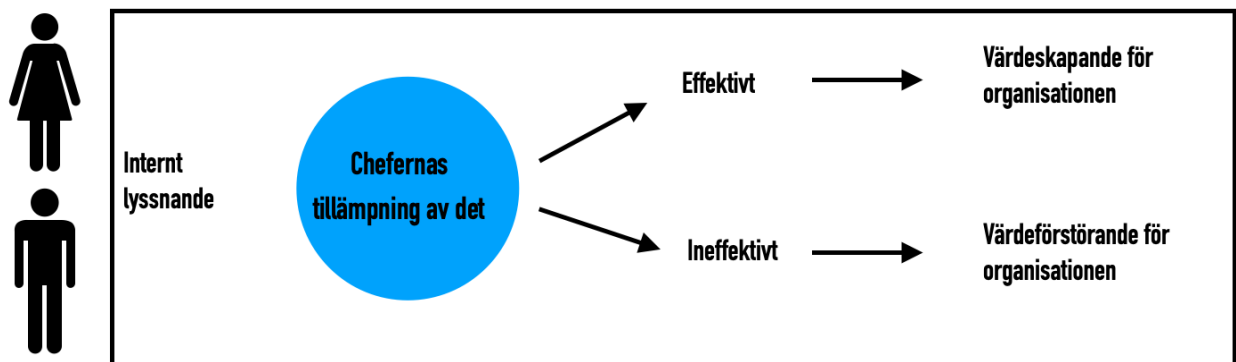 Internt
lyssnande
Chefernas
tillämpning av det
Effektivt
Värdeskapande för
organisationen
Ineffektivt
Värdeförstörande för
organisationen